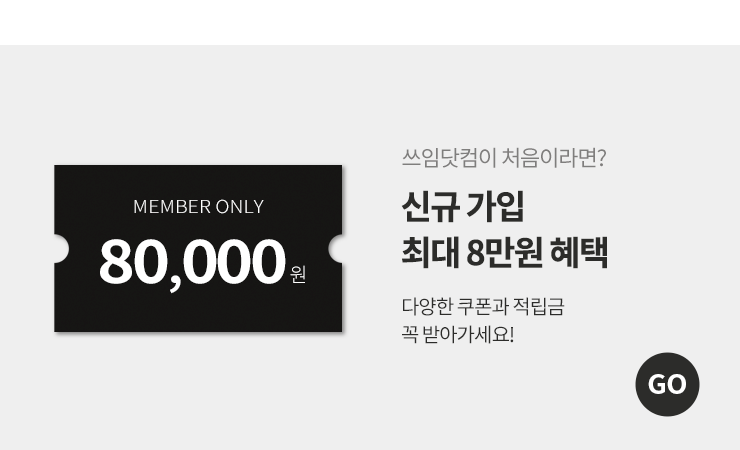 MEMBER ONLY
80,000원
쓰임닷컴이 처음이라면?
신규 가입
최대 8만원 혜택
다양한 쿠폰과 적립금
꼭 받아가세요!
GO